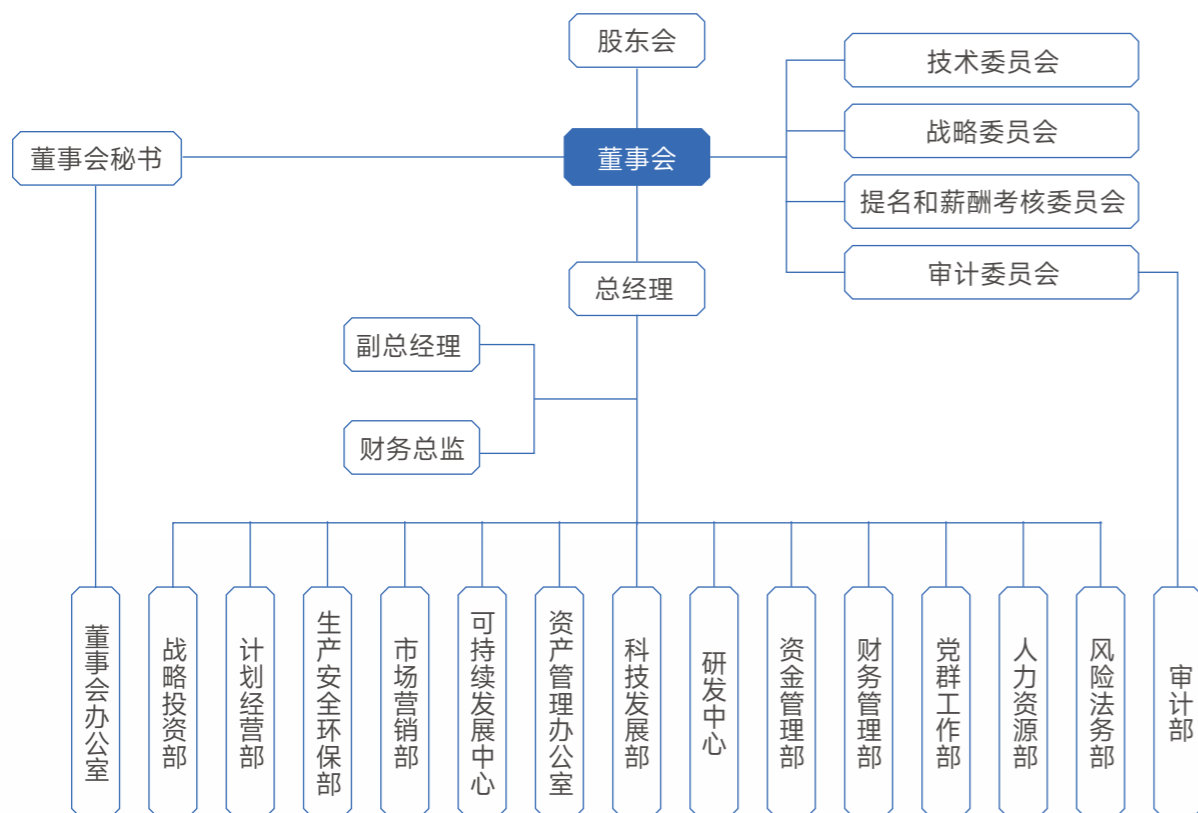 股东会
技术委员会
战略委员会
董事会秘书
董事会
提名和薪酬考核委员会
审计委员会
总经理
副总经理
财务总监
董事会办公室
战略投资部
计划经营部
生产安全环保部
市场营销部
可持续发展中心
资产管理办公室
科技发展部
研发中心
资金管理部
财务管理部
党群工作部
人力资源部
风险法务部
审计部